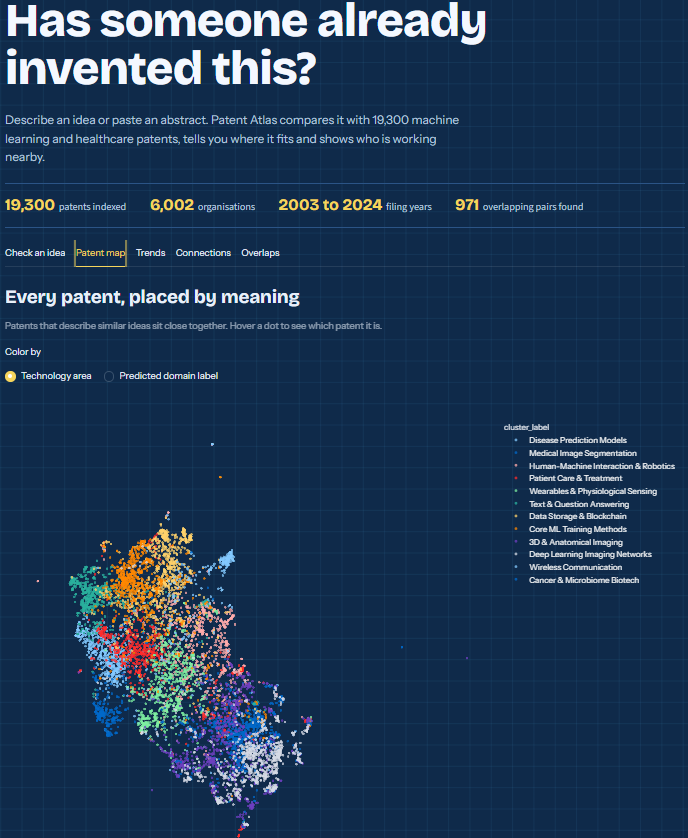 Has someone already
invented this?
Describe an idea or paste an abstract. Patent Atlas compares it with 19,300 machine
learning and healthcare patents, tells you where it fits and shows who is working
nearby.
19,300 patents indexed 6,002 organisations 2003 to 2024 filing years 971 overlapping pairs found
Check an idea Patent map Trends Connections Overlaps
Every patent, placed by meaning
Patents that describe similar ideas sit close together. Hover a dot to see which patent it is.
Color by
Technology area Predicted domain label
cluster_label
Disease Prediction Models
Medical Image Segmentation
Human-Machine Interaction & Robotics
Patient Care & Treatment
Wearables & Physiological Sensing
Text & Question Answering
Data Storage & Blockchain
Core ML Training Methods
3D & Anatomical Imaging
Deep Learning Imaging Networks
Wireless Communication
Cancer & Microbiome Biotech